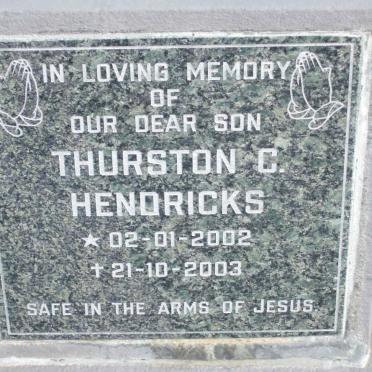 IN LOVING MEMORY
OF
OUR DEAR SON
THURSTON C.
HENDRICKS
★ 02-01-2002
✝ 21-10-2003
SAFE IN THE ARMS OF JESUS